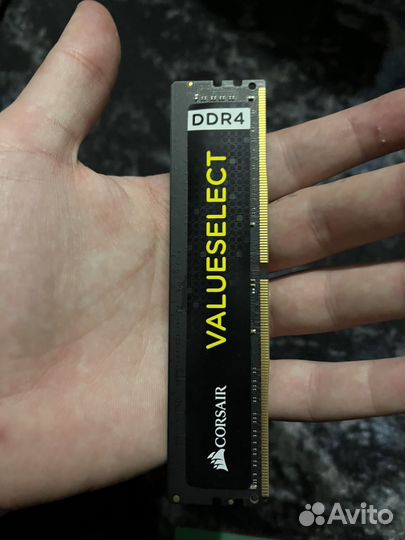 DDR4
VALUESELECT
CORSAIR
Avito